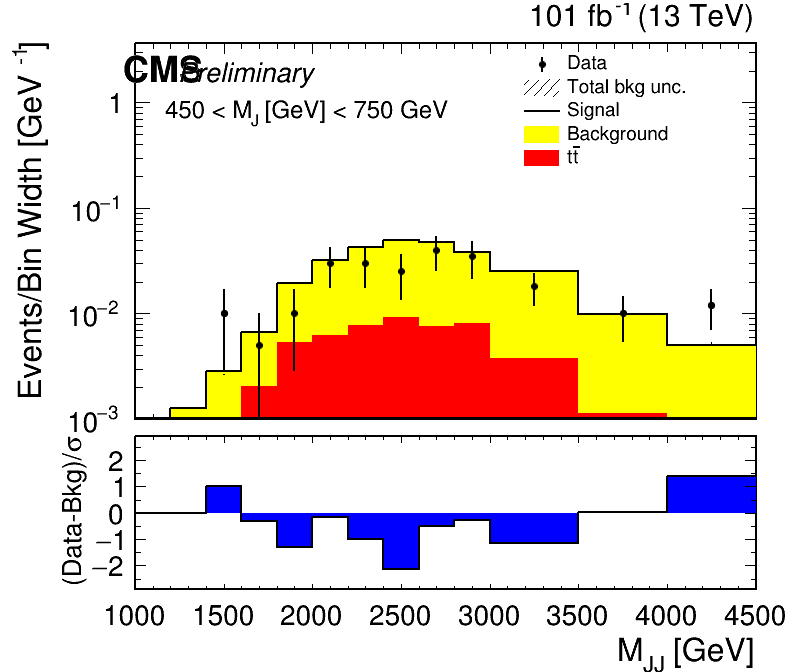 101 fb⁻¹ (13 TeV)
CMS Preliminary
450 < M_J [GeV] < 750 GeV
Data
Total bkg unc.
Signal
Background
tt̄
Events/Bin Width [GeV⁻¹]
1
10⁻¹
10⁻²
10⁻³
(Data-Bkg)/σ
2
1
0
−1
−2
1000 1500 2000 2500 3000 3500 4000 4500
M_JJ [GeV]